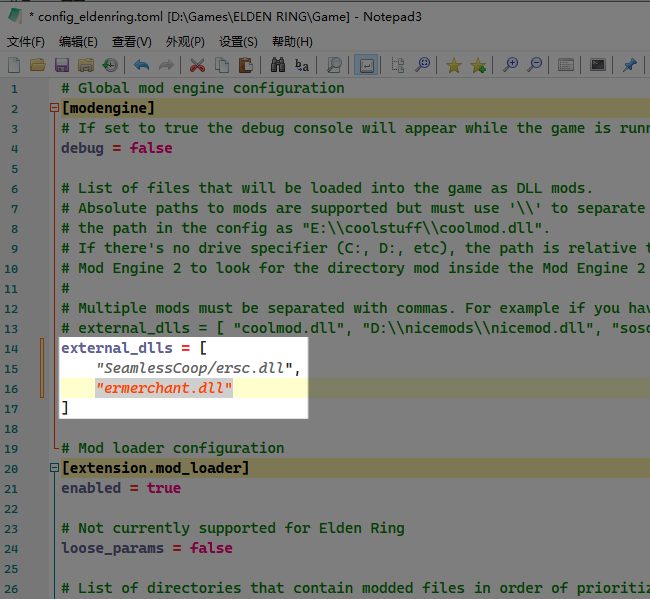 * config_eldenring.toml [D:\Games\ELDEN RING\Game] - Notepad3
文件(F) 编辑(E) 查看(V) 外观(P) 设置(S) 帮助(H)
1 # Global mod engine configuration
2 [modengine]
3 # If set to true the debug console will appear while the game is runn
4 debug = false
5
6 # List of files that will be loaded into the game as DLL mods.
7 # Absolute paths to mods are supported but must use '\\' to separate
8 # the path in the config as "E:\\coolstuff\\coolmod.dll".
9 # If there's no drive specifier (C:, D:, etc), the path is relative t
10 # Mod Engine 2 to look for the directory mod inside the Mod Engine 2
11 #
12 # Multiple mods must be separated with commas. For example if you hav
13 # external_dlls = [ "coolmod.dll", "D:\\nicemods\\nicemod.dll", "soso
14 external_dlls = [
15 "SeamlessCoop/ersc.dll",
16 "ermerchant.dll"
17 ]
18
19 # Mod loader configuration
20 [extension.mod_loader]
21 enabled = true
22
23 # Not currently supported for Elden Ring
24 loose_params = false
25
26 # List of directories that contain modded files in order of prioritiz